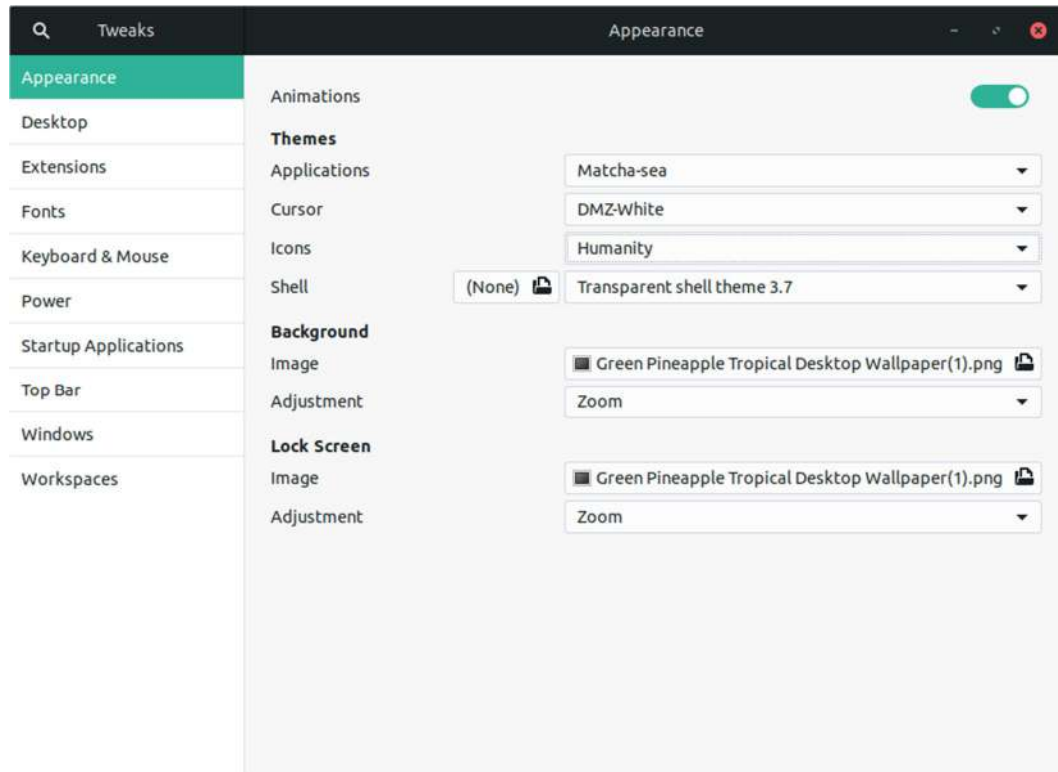 Tweaks
Appearance
Appearance
Desktop
Extensions
Fonts
Keyboard & Mouse
Power
Startup Applications
Top Bar
Windows
Workspaces
Animations
Themes
Applications Matcha-sea
Cursor DMZ-White
Icons Humanity
Shell (None) Transparent shell theme 3.7
Background
Image Green Pineapple Tropical Desktop Wallpaper(1).png
Adjustment Zoom
Lock Screen
Image Green Pineapple Tropical Desktop Wallpaper(1).png
Adjustment Zoom